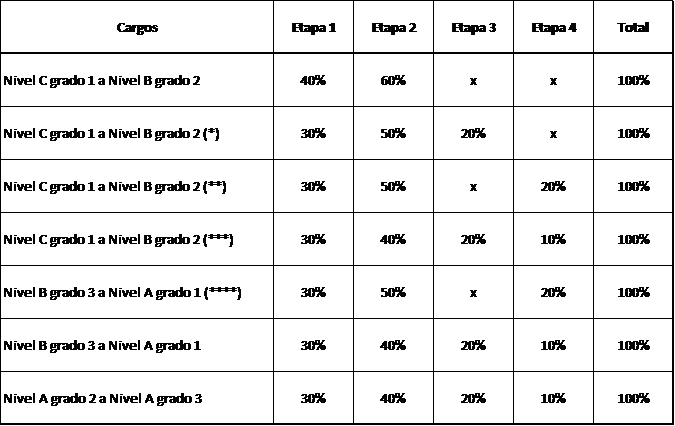 Cargos Etapa 1 Etapa 2 Etapa 3 Etapa 4 Total
Nivel C grado 1 a Nivel B grado 2 40% 60% x x 100%
Nivel C grado 1 a Nivel B grado 2 (*) 30% 50% 20% x 100%
Nivel C grado 1 a Nivel B grado 2 (**) 30% 50% x 20% 100%
Nivel C grado 1 a Nivel B grado 2 (***) 30% 40% 20% 10% 100%
Nivel B grado 3 a Nivel A grado 1 (****) 30% 50% x 20% 100%
Nivel B grado 3 a Nivel A grado 1 30% 40% 20% 10% 100%
Nivel A grado 2 a Nivel A grado 3 30% 40% 20% 10% 100%